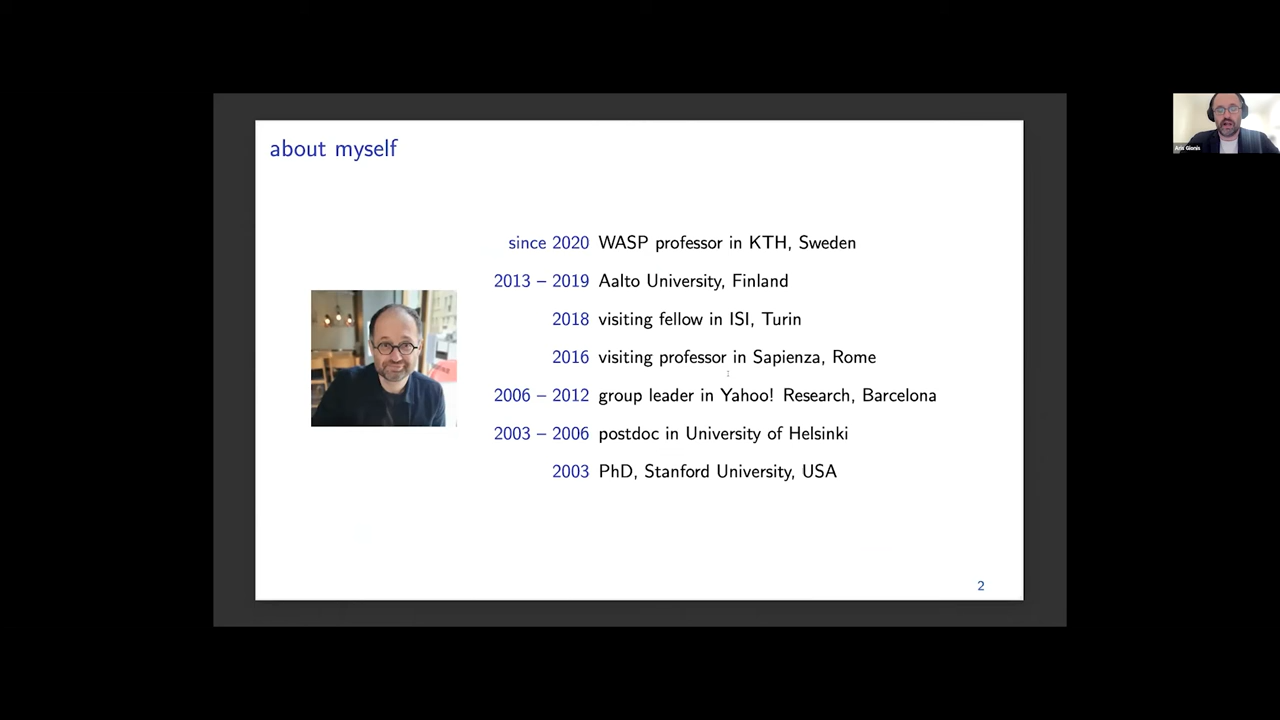 about myself
since 2020 WASP professor in KTH, Sweden
2013 – 2019 Aalto University, Finland
2018 visiting fellow in ISI, Turin
2016 visiting professor in Sapienza, Rome
2006 – 2012 group leader in Yahoo! Research, Barcelona
2003 – 2006 postdoc in University of Helsinki
2003 PhD, Stanford University, USA
2
Aris Gionis